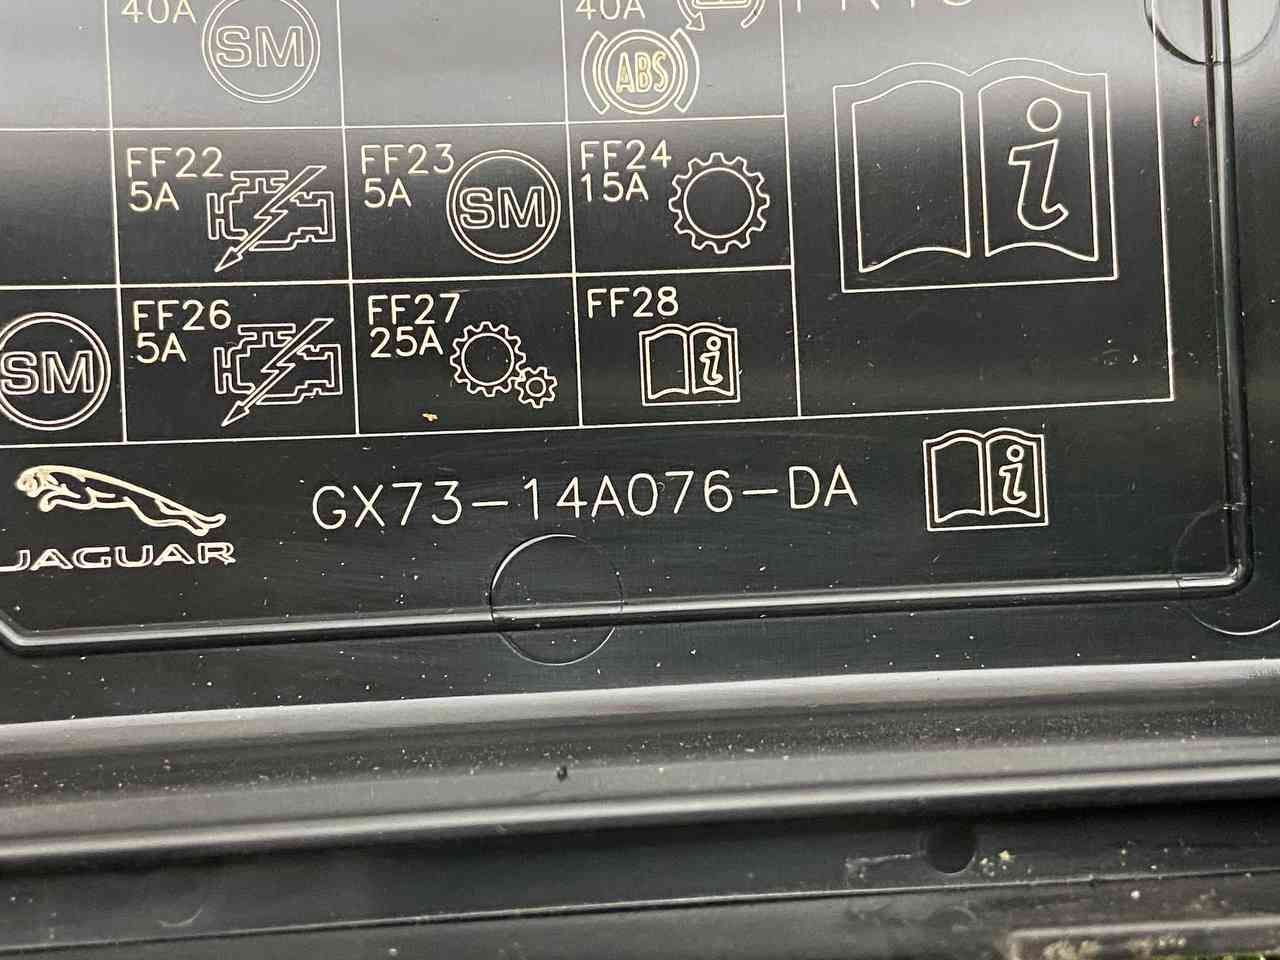 40A
SM
40A
ABS
FF22
5A
FF23
5A
SM
FF24
15A
i
SM
FF26
5A
FF27
25A
FF28
i
JAGUAR
GX73-14A076-DA
i